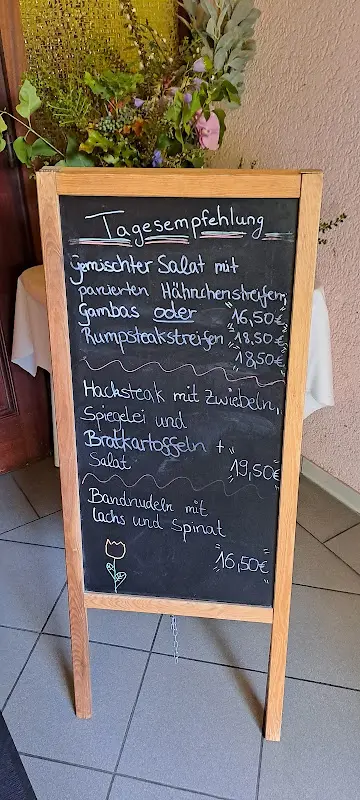 Tagesempfehlung
Gemischter Salat mit
panierten Hähnchenstreifen,
Gambas oder 16,50€
Rumpsteakstreifen 18,50€
18,50€
Hacksteak mit Zwiebeln,
Spiegelei und
Bratkartoffeln +
Salat 19,50€
Bandnudeln mit
Lachs und Spinat
16,50€